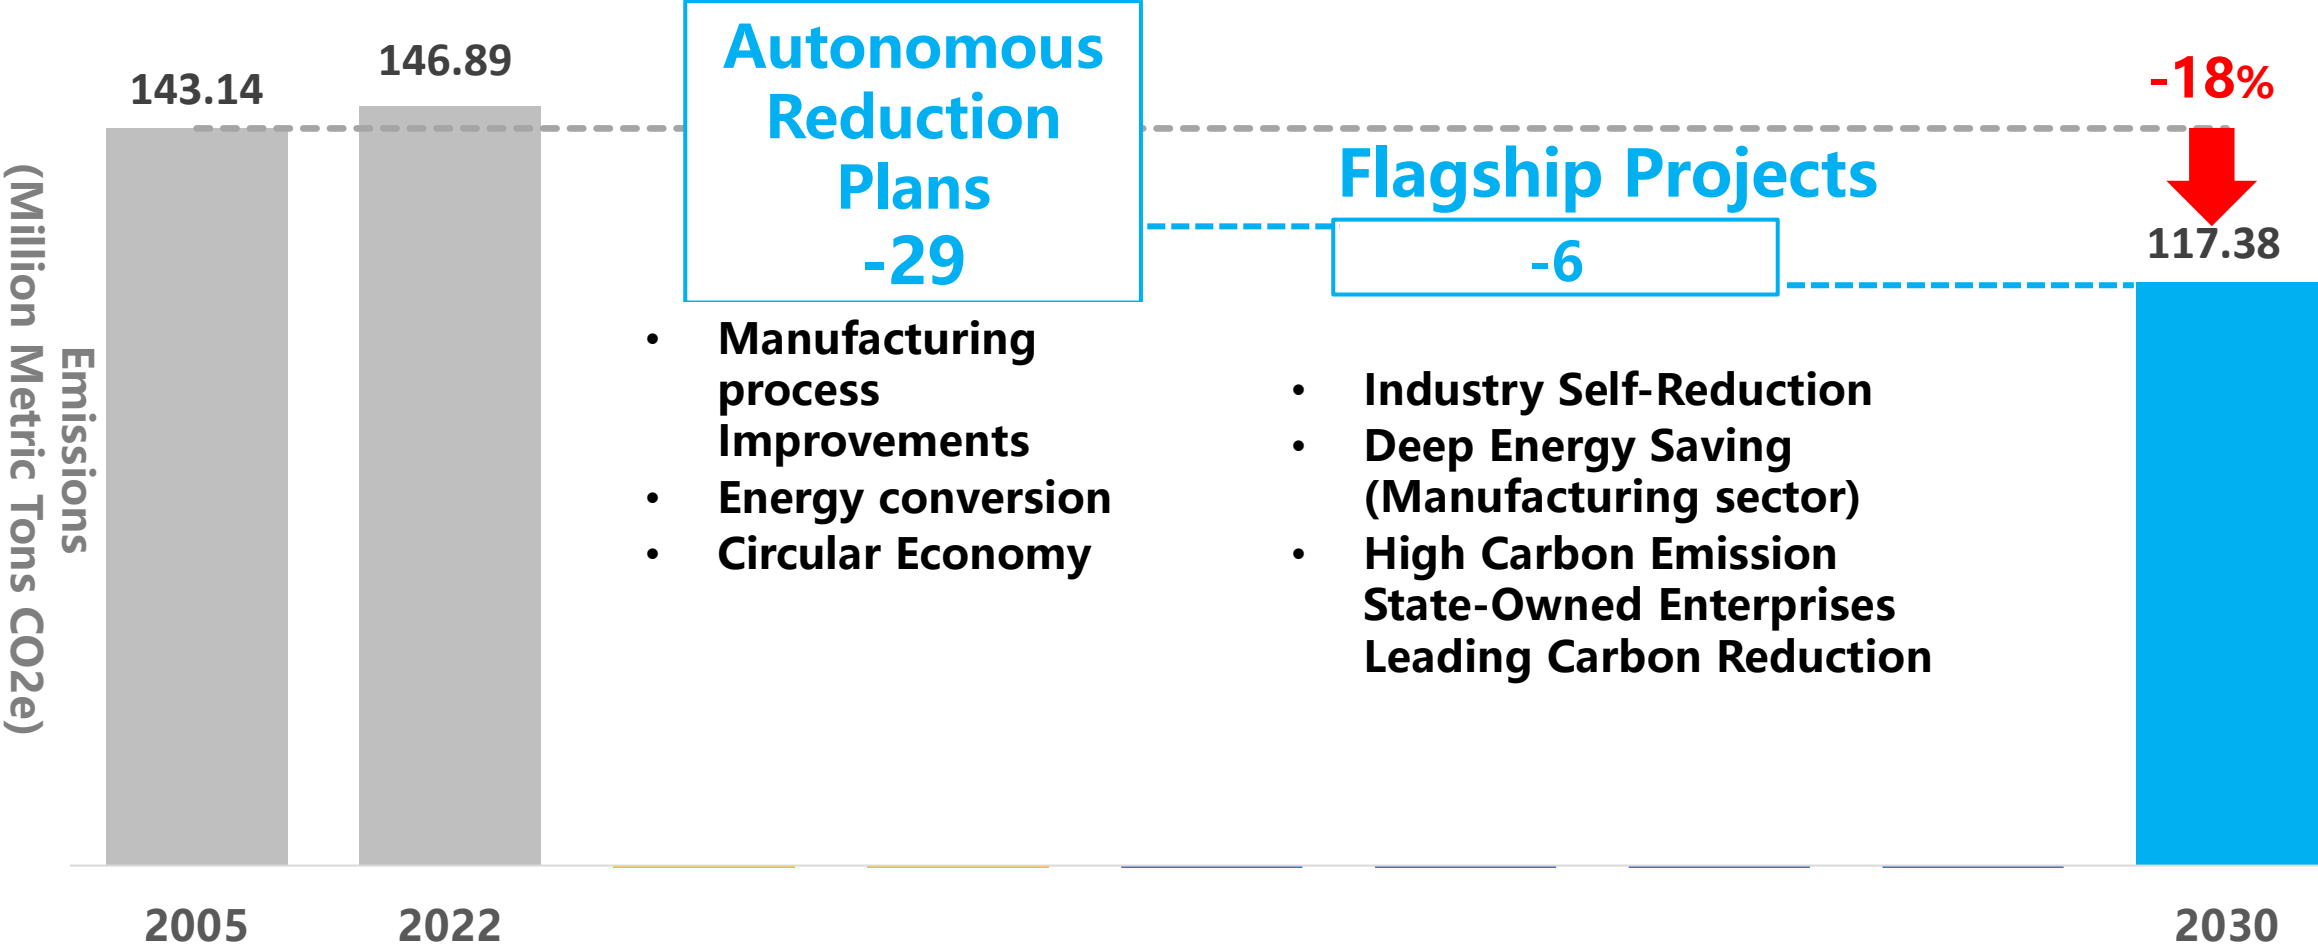 Emissions
(Million Metric Tons CO2e)
143.14
146.89
Autonomous
Reduction
Plans
-29
• Manufacturing
process
Improvements
• Energy conversion
• Circular Economy
Flagship Projects
-6
• Industry Self-Reduction
• Deep Energy Saving
(Manufacturing sector)
• High Carbon Emission
State-Owned Enterprises
Leading Carbon Reduction
-18%
117.38
2005
2022
2030